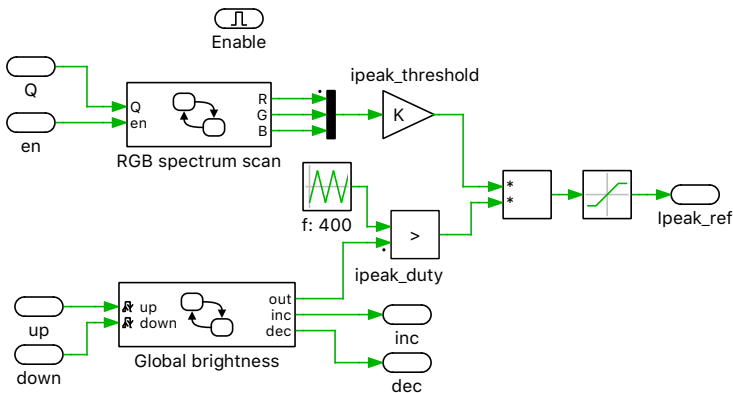 Enable
ipeak_threshold
Q
en
Q
en
R
G
B
K
RGB spectrum scan
*
*
Ipeak_ref
f: 400
>
ipeak_duty
up
down
up
down
out
inc
dec
Global brightness
inc
dec